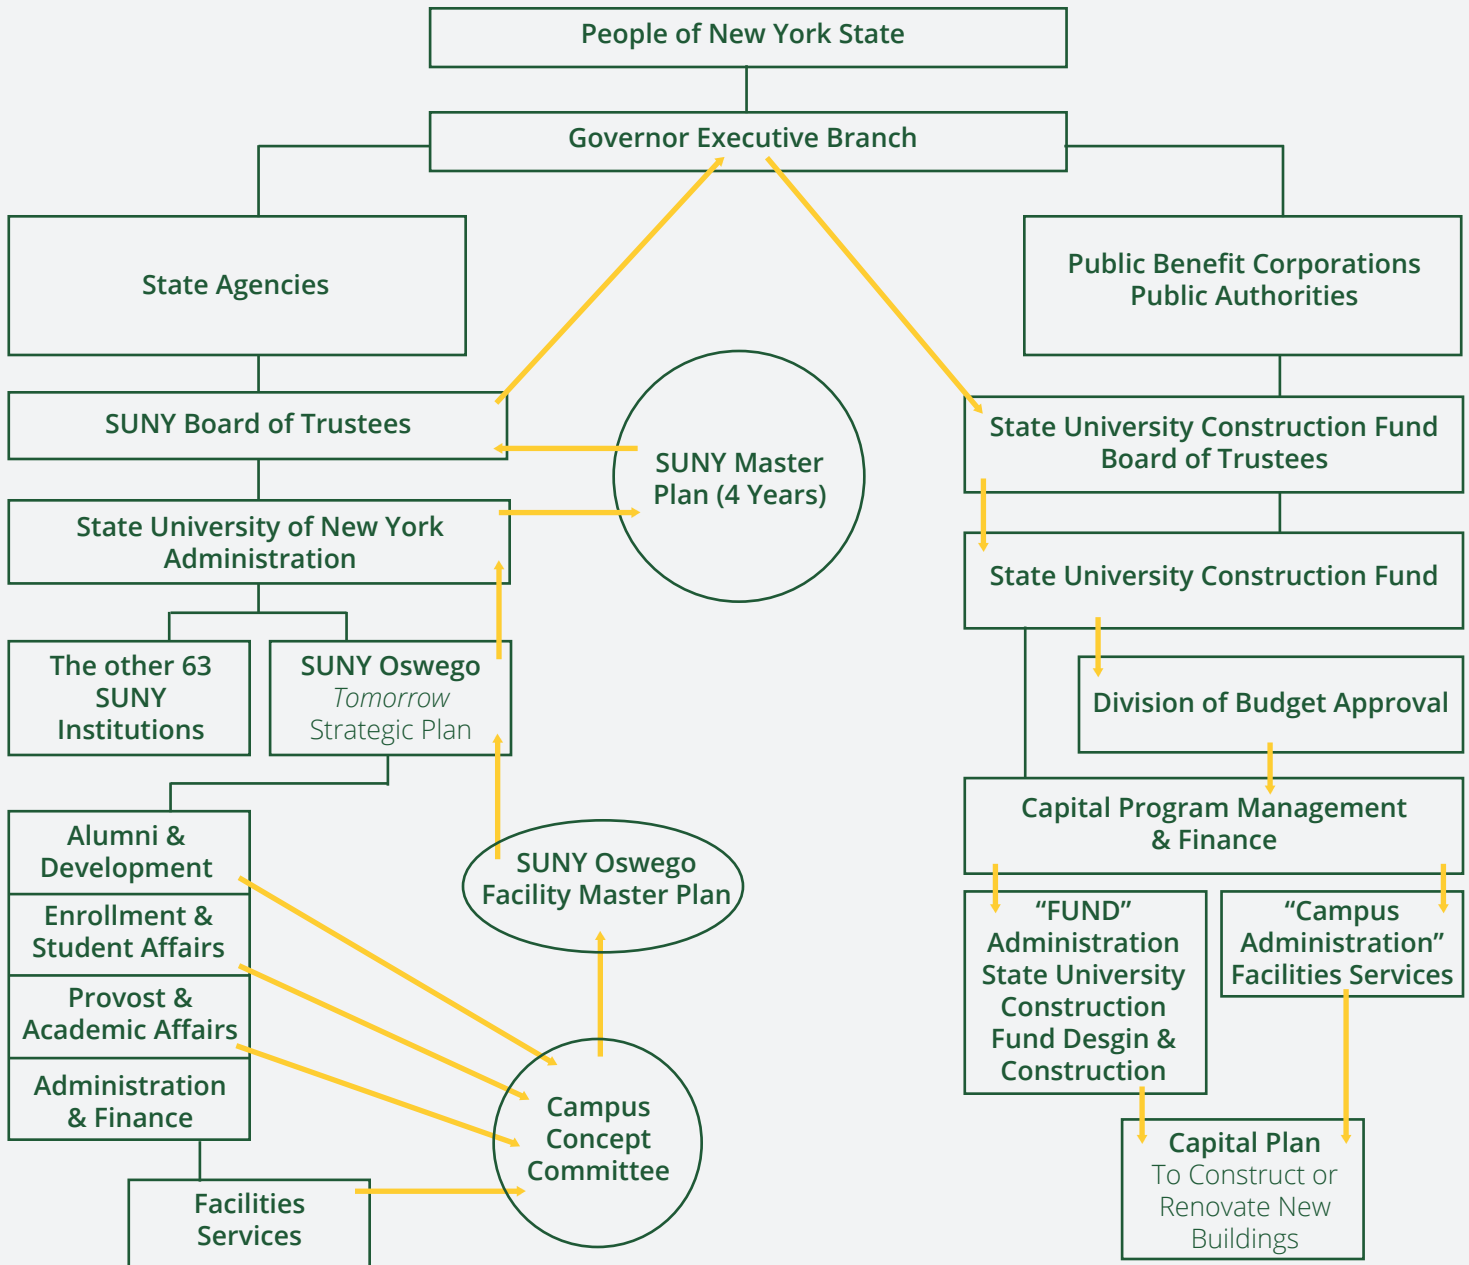 People of New York State
Governor Executive Branch
State Agencies
Public Benefit Corporations
Public Authorities
SUNY Board of Trustees
SUNY Master
Plan (4 Years)
State University Construction Fund
Board of Trustees
State University of New York
Administration
State University Construction Fund
The other 63
SUNY
Institutions
SUNY Oswego
Tomorrow
Strategic Plan
Division of Budget Approval
Capital Program Management
& Finance
Alumni &
Development
Enrollment &
Student Affairs
Provost &
Academic Affairs
Administration
& Finance
Facilities
Services
SUNY Oswego
Facility Master Plan
Campus
Concept
Committee
“FUND”
Administration
State University
Construction
Fund Desgin &
Construction
“Campus
Administration”
Facilities Services
Capital Plan
To Construct or
Renovate New
Buildings